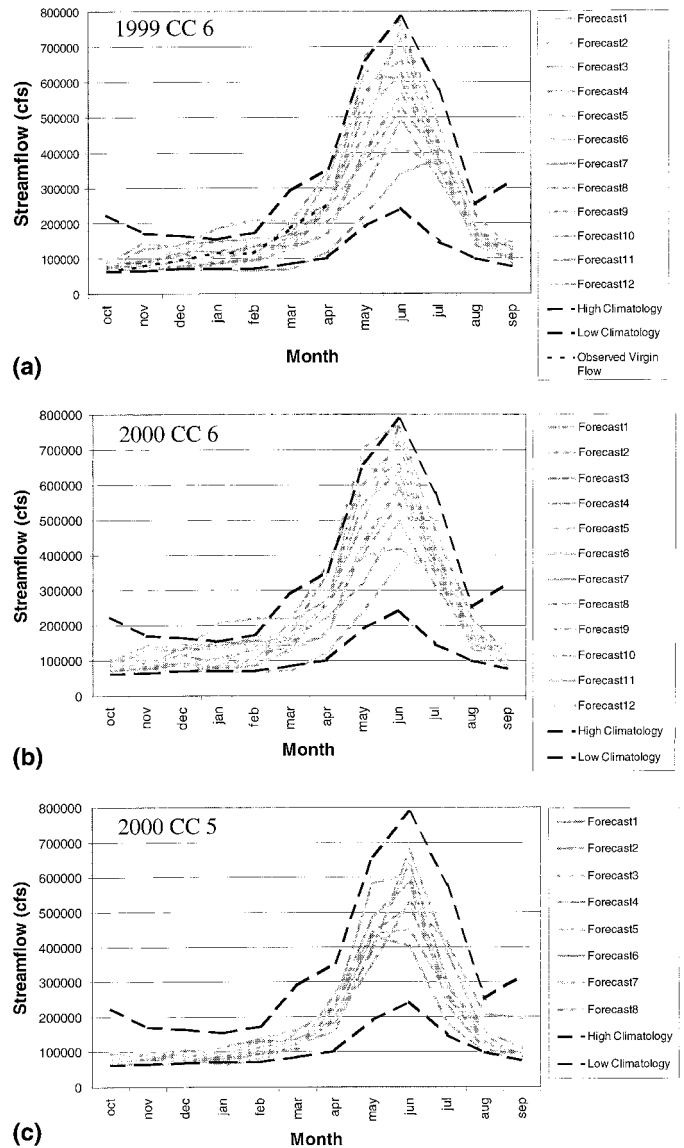 1999 CC 6
800000
700000
600000
500000
400000
300000
200000
100000
0
Streamflow (cfs)
oct
nov
dec
jan
feb
mar
apr
may
jun
jul
aug
sep
Month
Forecast1
Forecast2
Forecast3
Forecast4
Forecast5
Forecast6
Forecast7
Forecast8
Forecast9
Forecast10
Forecast11
Forecast12
High Climatology
Low Climatology
Observed Virgin
Flow
(a)
2000 CC 6
800000
700000
600000
500000
400000
300000
200000
100000
0
Streamflow (cfs)
oct
nov
dec
jan
feb
mar
apr
may
jun
jul
aug
sep
Month
Forecast1
Forecast2
Forecast3
Forecast4
Forecast5
Forecast6
Forecast7
Forecast8
Forecast9
Forecast10
Forecast11
Forecast12
High Climatology
Low Climatology
(b)
2000 CC 5
800000
700000
600000
500000
400000
300000
200000
100000
0
Streamflow (cfs)
oct
nov
dec
jan
feb
mar
apr
may
jun
jul
aug
sep
Month
Forecast1
Forecast2
Forecast3
Forecast4
Forecast5
Forecast6
Forecast7
Forecast8
High Climatology
Low Climatology
(c)